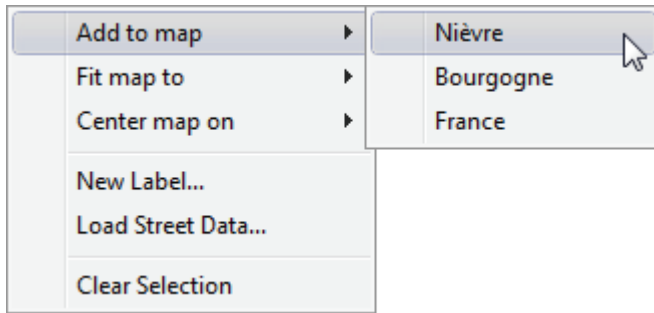 Add to map
Fit map to
Center map on
New Label...
Load Street Data...
Clear Selection
Nièvre
Bourgogne
France